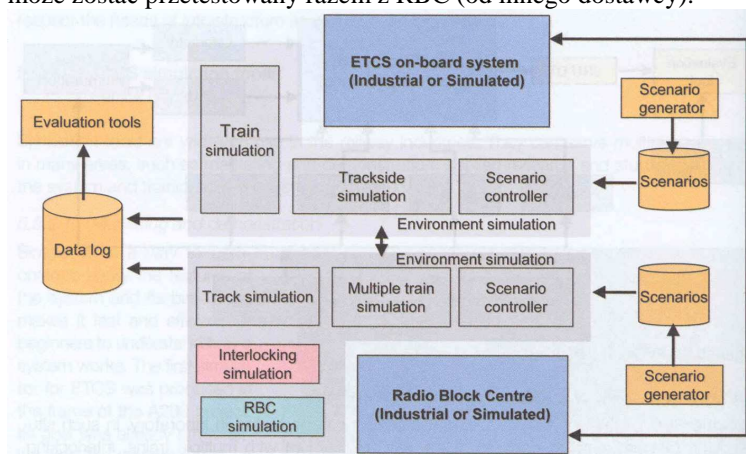 może zostać przetestowany razem z RBC (od innego dostawcy).
ETCS on-board system
(Industrial or Simulated)
Scenario
generator
Evaluation tools
Train
simulation
Trackside
simulation
Scenario
controller
Scenarios
Environment simulation
Data log
Environment simulation
Track simulation
Multiple train
simulation
Scenario
controller
Scenarios
Interlocking
simulation
Radio Block Centre
(Industrial or Simulated)
Scenario
generator
RBC
simulation